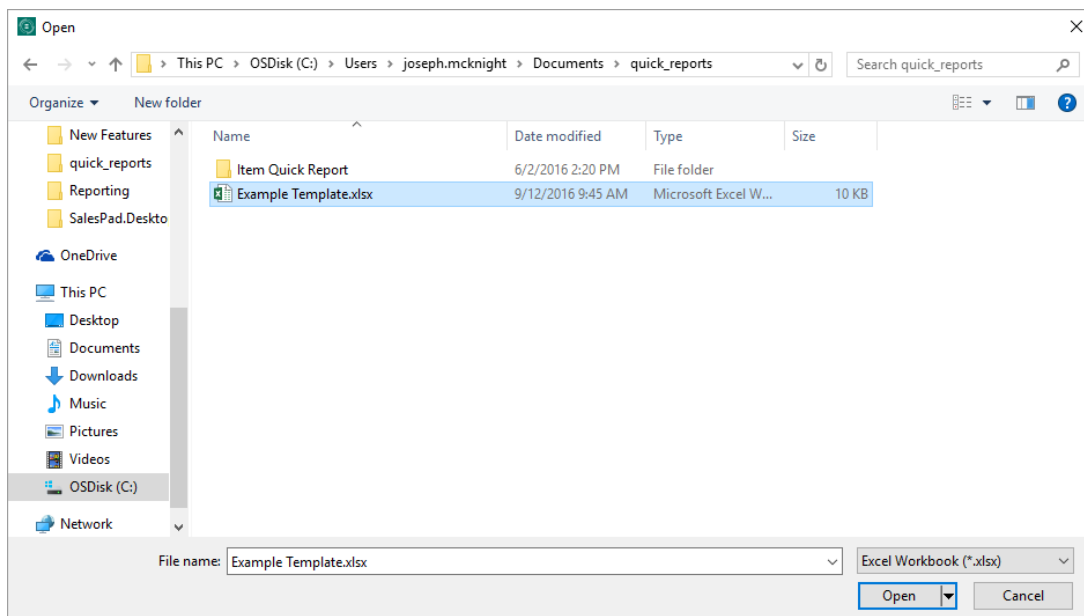 Open
This PC > OSDisk (C:) > Users > joseph.mcknight > Documents > quick_reports
Search quick_reports
Organize
New folder
New Features
quick_reports
Reporting
SalesPad.Deskto
OneDrive
This PC
Desktop
Documents
Downloads
Music
Pictures
Videos
OSDisk (C:)
Network
Name Date modified Type Size
Item Quick Report 6/2/2016 2:20 PM File folder
Example Template.xlsx 9/12/2016 9:45 AM Microsoft Excel W... 10 KB
File name: Example Template.xlsx Excel Workbook (*.xlsx)
Open Cancel